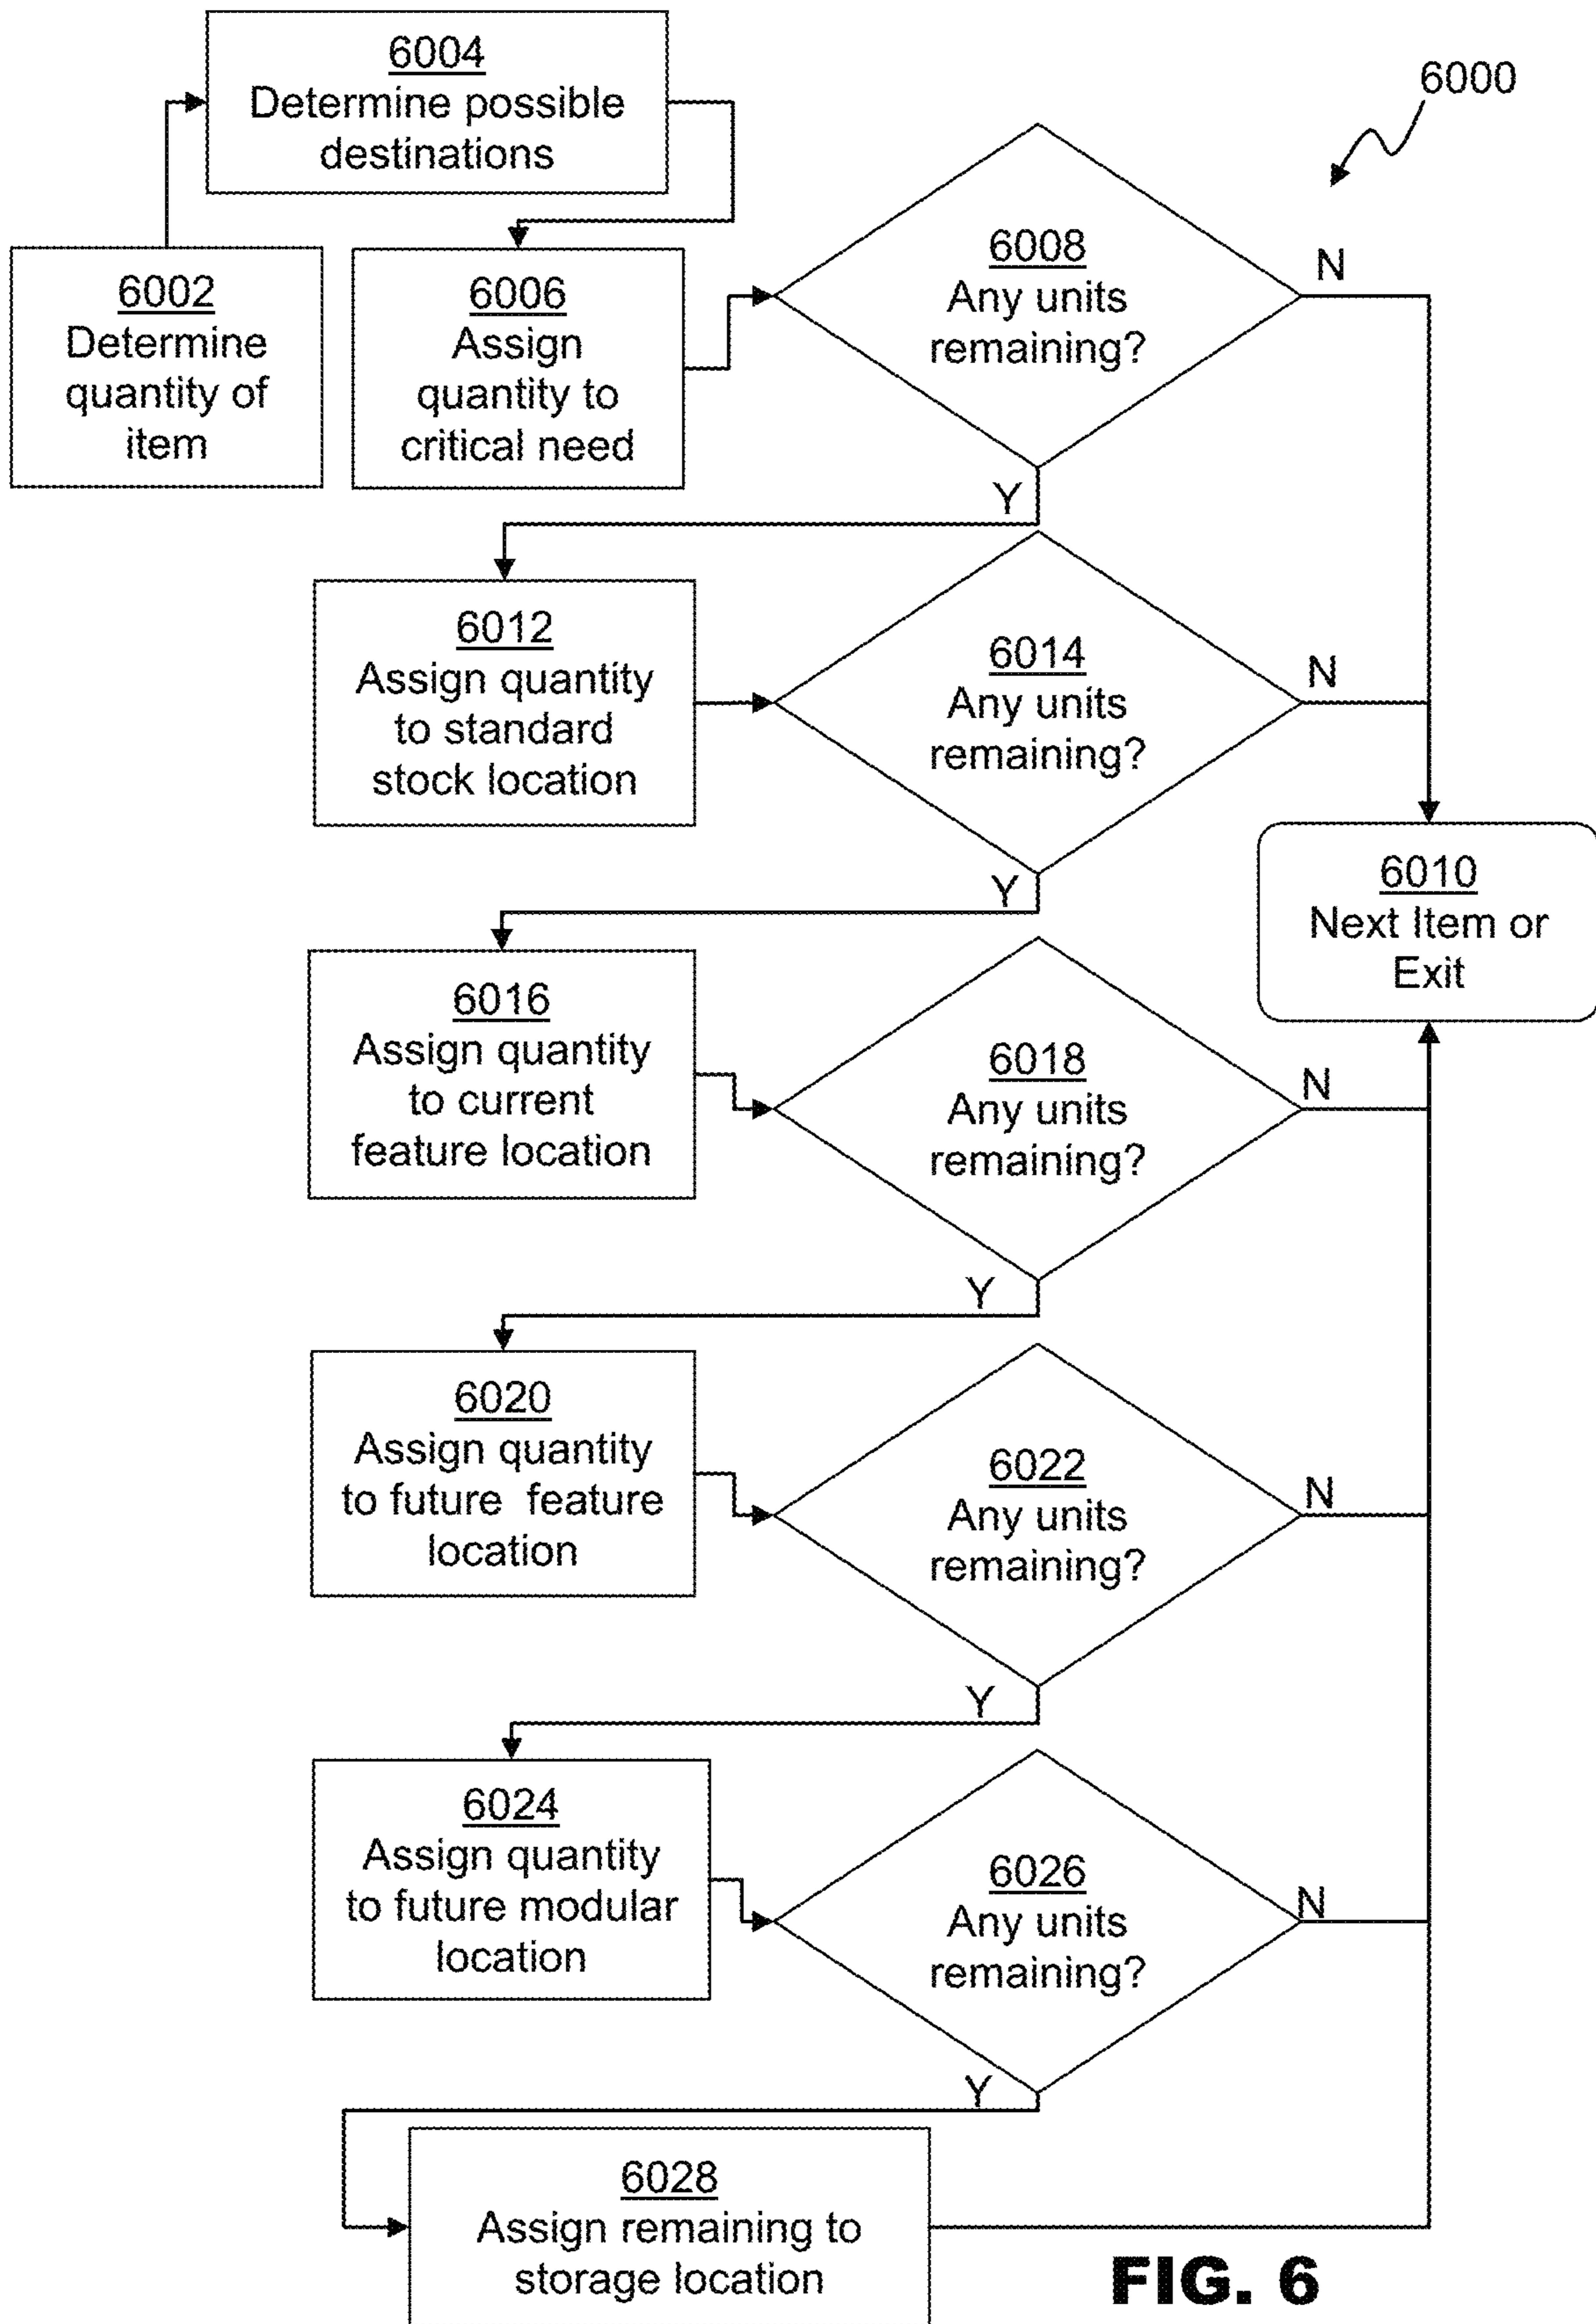 6004
Determine possible
destinations
6000
6002
Determine
quantity of
item
6006
Assign
quantity to
critical need
6008
Any units
remaining?
N
Y
6012
Assign quantity
to standard
stock location
6014
Any units
remaining?
N
Y
6010
Next Item or
Exit
6016
Assign quantity
to current
feature location
6018
Any units
remaining?
N
Y
6020
Assign quantity
to future feature
location
6022
Any units
remaining?
N
Y
6024
Assign quantity
to future modular
location
6026
Any units
remaining?
N
Y
6028
Assign remaining to
storage location
FIG. 6